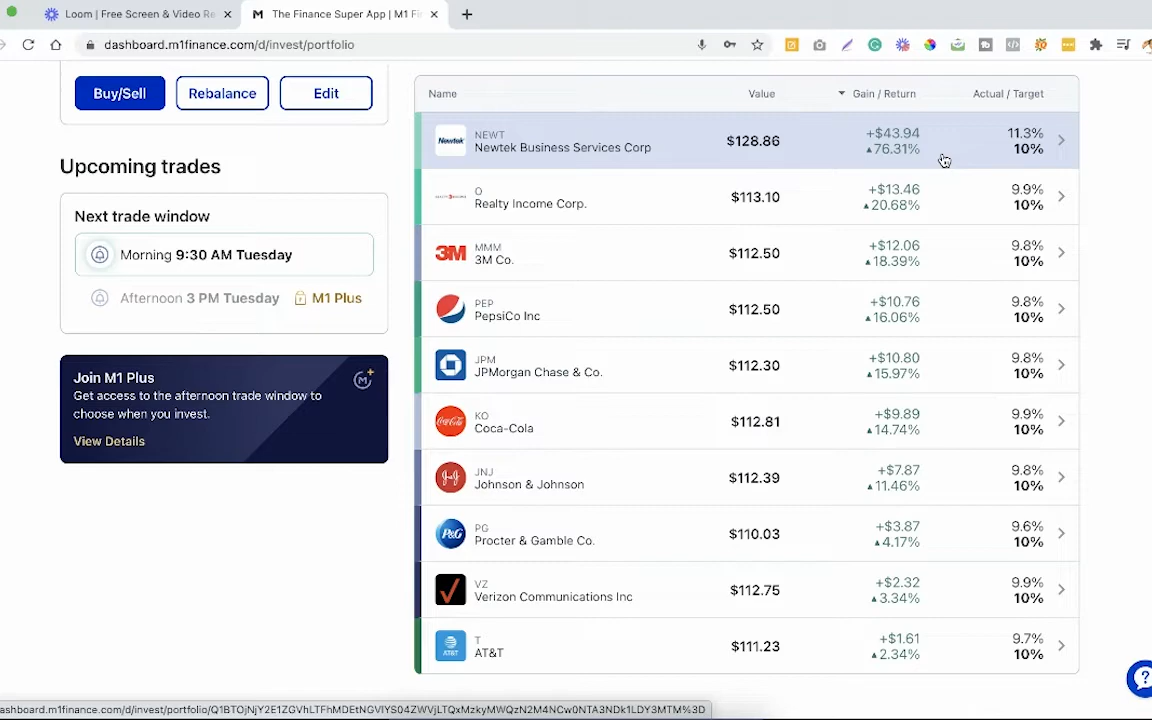 Loom | Free Screen & Video Re
The Finance Super App | M1 Fi
dashboard.m1finance.com/d/invest/portfolio
Buy/Sell
Rebalance
Edit
Upcoming trades
Next trade window
Morning 9:30 AM Tuesday
Afternoon 3 PM Tuesday
M1 Plus
Join M1 Plus
Get access to the afternoon trade window to
choose when you invest.
View Details
Name Value Gain / Return Actual / Target
Newtek
NEWT
Newtek Business Services Corp
$128.86
+$43.94
76.31%
11.3%
10%
O
Realty Income Corp.
$113.10
+$13.46
20.68%
9.9%
10%
3M
MMM
3M Co.
$112.50
+$12.06
18.39%
9.8%
10%
PEP
PepsiCo Inc
$112.50
+$10.76
16.06%
9.8%
10%
JPM
JPMorgan Chase & Co.
$112.30
+$10.80
15.97%
9.8%
10%
Coca-Cola
KO
Coca-Cola
$112.81
+$9.89
14.74%
9.9%
10%
JNJ
Johnson & Johnson
$112.39
+$7.87
11.46%
9.8%
10%
P&G
PG
Procter & Gamble Co.
$110.03
+$3.87
4.17%
9.6%
10%
VZ
Verizon Communications Inc
$112.75
+$2.32
3.34%
9.9%
10%
AT&T
T
AT&T
$111.23
+$1.61
2.34%
9.7%
10%